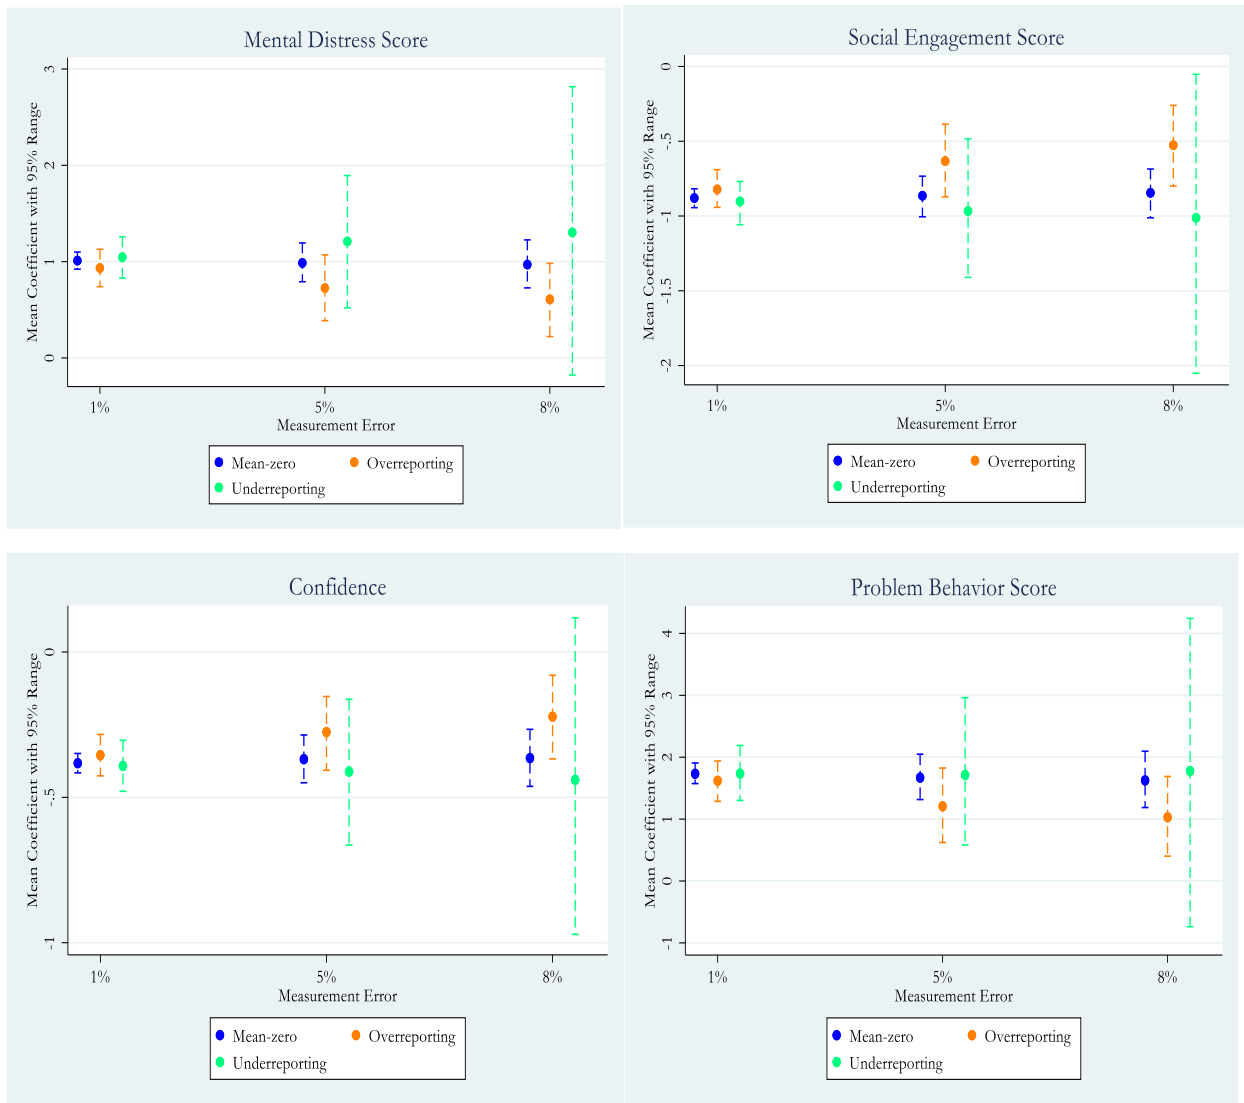 Mental Distress Score
Mean Coefficient with 95% Range
3
2
1
0
1%
5%
8%
Measurement Error
Mean-zero
Overreporting
Underreporting
Social Engagement Score
Mean Coefficient with 95% Range
0
-.5
-1
-1.5
-2
1%
5%
8%
Measurement Error
Mean-zero
Overreporting
Underreporting
Confidence
Mean Coefficient with 95% Range
0
-.5
-1
1%
5%
8%
Measurement Error
Mean-zero
Overreporting
Underreporting
Problem Behavior Score
Mean Coefficient with 95% Range
4
3
2
1
0
-1
1%
5%
8%
Measurement Error
Mean-zero
Overreporting
Underreporting